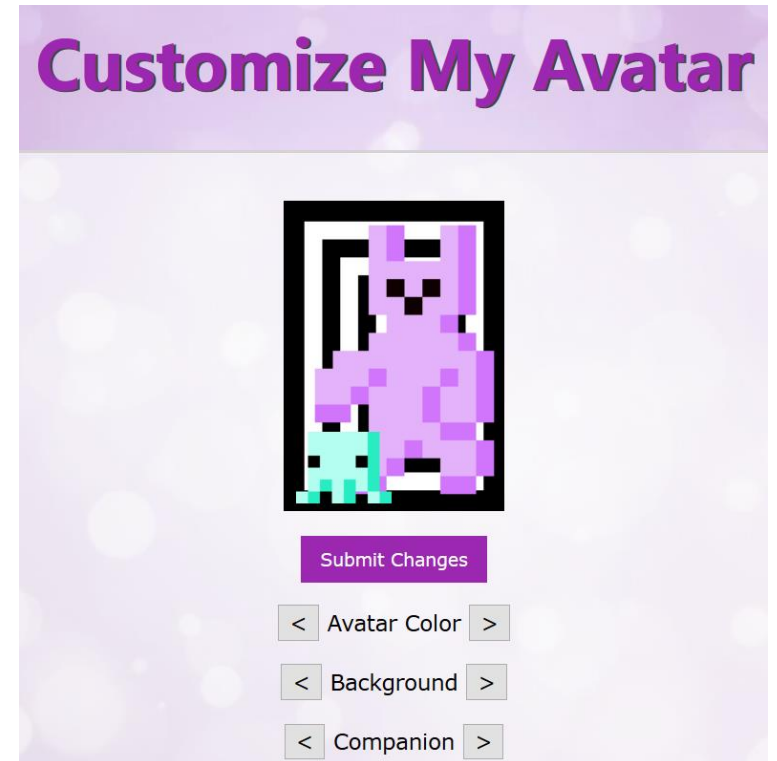 Customize My Avatar
Submit Changes
< Avatar Color >
< Background >
< Companion >